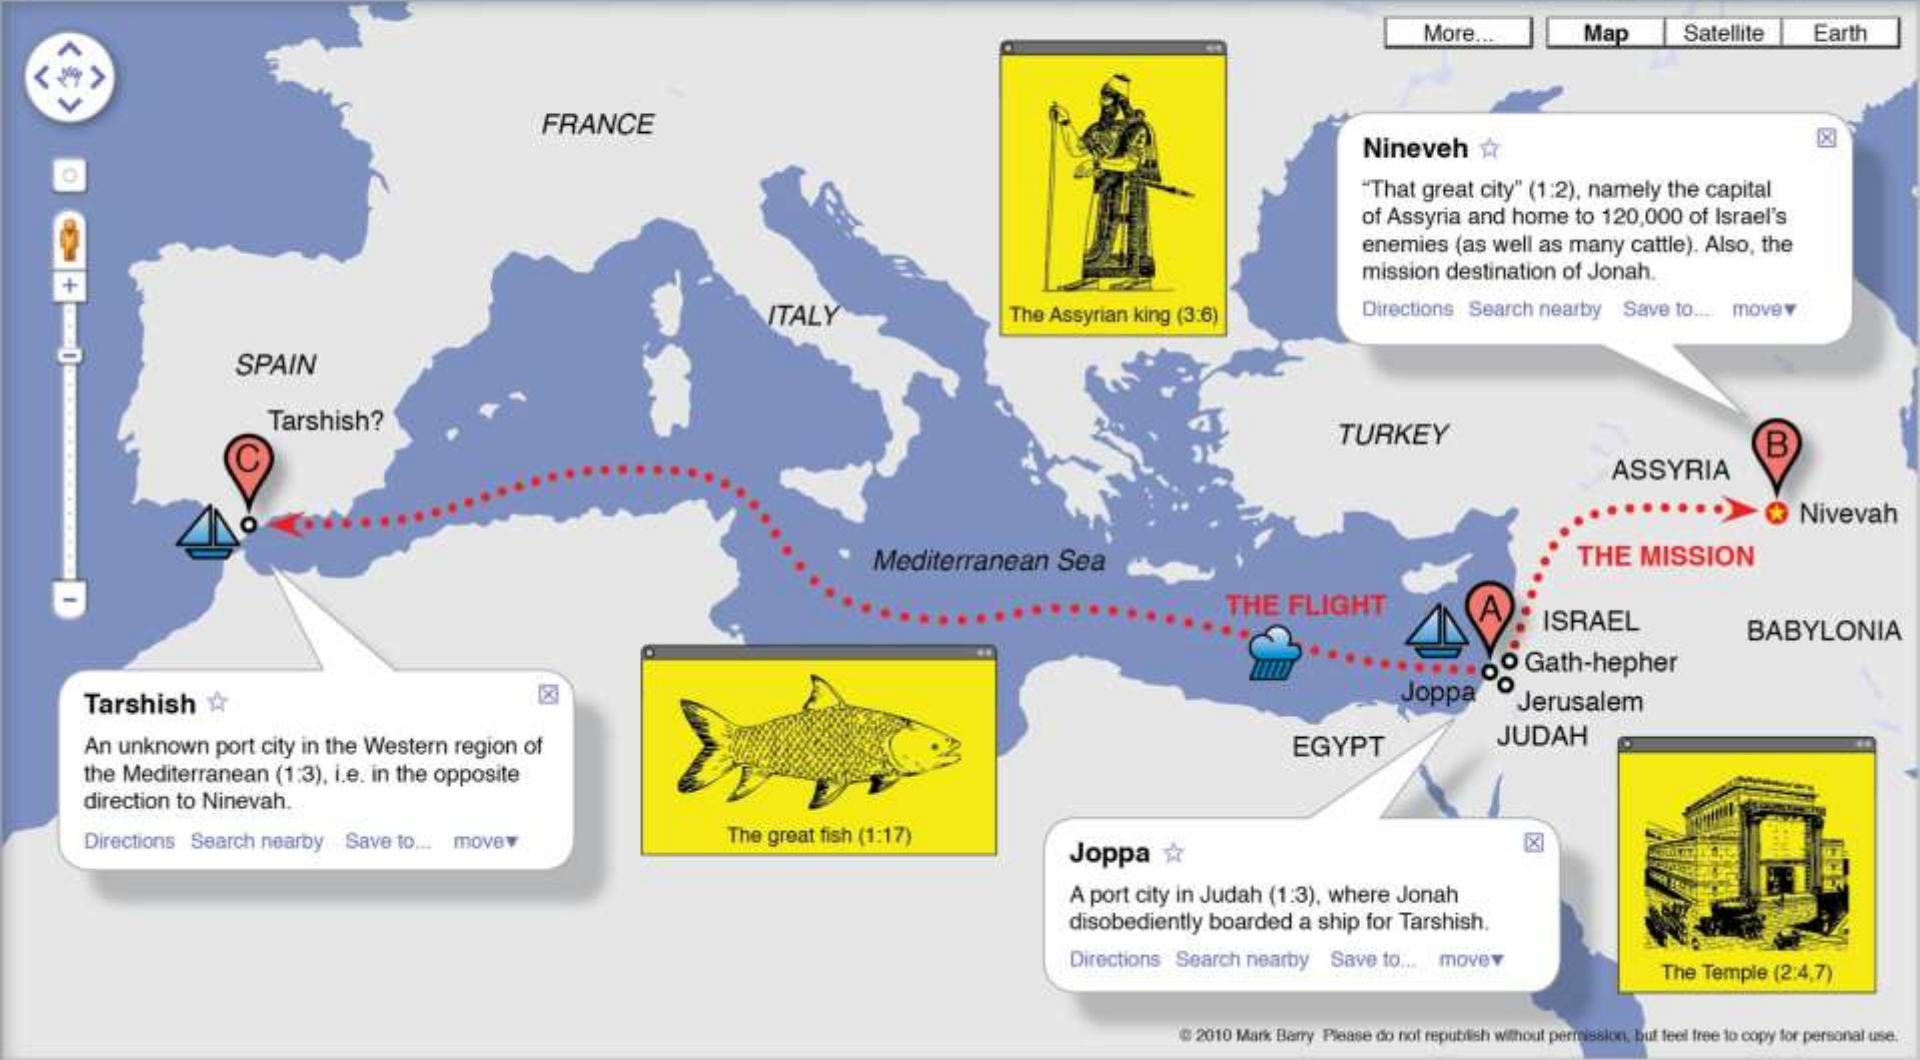 More...
Map
Satellite
Earth
FRANCE
The Assyrian king (3:6)
Nineveh
“That great city” (1:2), namely the capital
of Assyria and home to 120,000 of Israel’s
enemies (as well as many cattle). Also, the
mission destination of Jonah.
Directions Search nearby Save to... move▼
ITALY
SPAIN
Tarshish?
C
TURKEY
B
ASSYRIA
Nivevah
THE MISSION
Mediterranean Sea
THE FLIGHT
A
ISRAEL
BABYLONIA
Gath-hepher
Joppa
Jerusalem
JUDAH
EGYPT
Tarshish
An unknown port city in the Western region of
the Mediterranean (1:3), i.e. in the opposite
direction to Ninevah.
Directions Search nearby Save to... move▼
The great fish (1:17)
Joppa
A port city in Judah (1:3), where Jonah
disobediently boarded a ship for Tarshish.
Directions Search nearby Save to... move▼
The Temple (2:4,7)
© 2010 Mark Barry Please do not republish without permission, but feel free to copy for personal use.